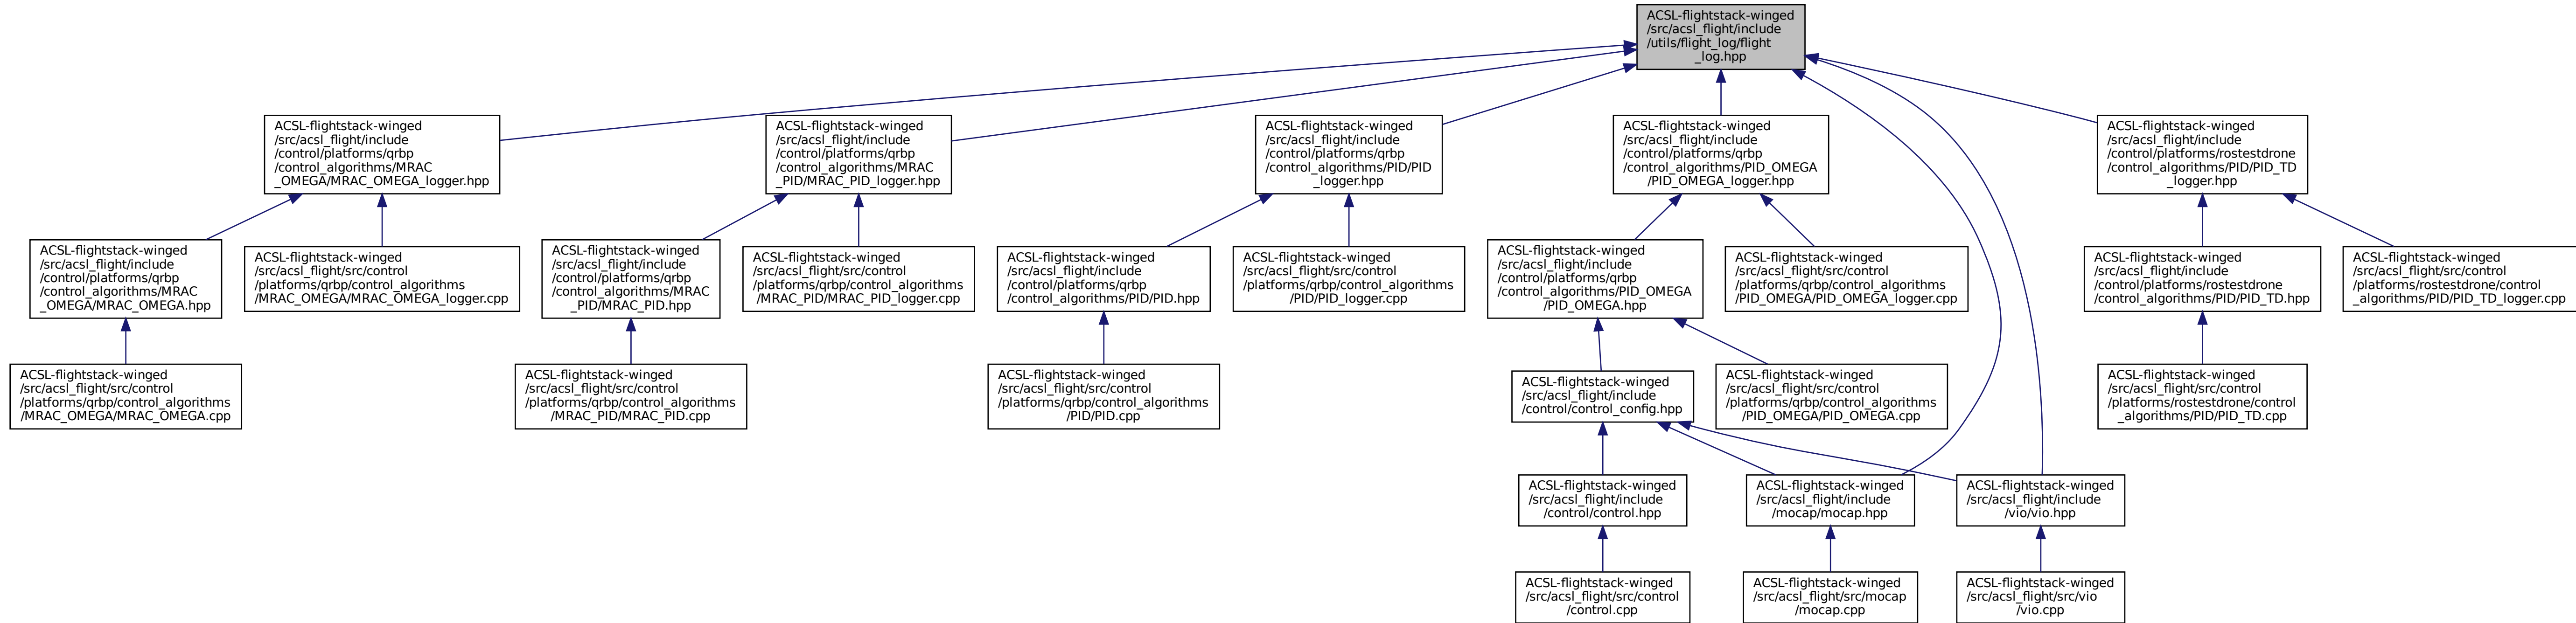 ACSL-flightstack-winged
/src/acsl_flight/include
/utils/flight_log/flight
_log.hpp
ACSL-flightstack-winged
/src/acsl_flight/include
/control/platforms/qrbp
/control_algorithms/MRAC
_OMEGA/MRAC_OMEGA_logger.hpp
ACSL-flightstack-winged
/src/acsl_flight/include
/control/platforms/qrbp
/control_algorithms/MRAC
_PID/MRAC_PID_logger.hpp
ACSL-flightstack-winged
/src/acsl_flight/include
/control/platforms/qrbp
/control_algorithms/PID/PID
_logger.hpp
ACSL-flightstack-winged
/src/acsl_flight/include
/control/platforms/qrbp
/control_algorithms/PID_OMEGA
/PID_OMEGA_logger.hpp
ACSL-flightstack-winged
/src/acsl_flight/include
/control/platforms/rostestdrone
/control_algorithms/PID/PID_TD
_logger.hpp
ACSL-flightstack-winged
/src/acsl_flight/include
/control/platforms/qrbp
/control_algorithms/MRAC
_OMEGA/MRAC_OMEGA.hpp
ACSL-flightstack-winged
/src/acsl_flight/src/control
/platforms/qrbp/control_algorithms
/MRAC_OMEGA/MRAC_OMEGA_logger.cpp
ACSL-flightstack-winged
/src/acsl_flight/include
/control/platforms/qrbp
/control_algorithms/MRAC
_PID/MRAC_PID.hpp
ACSL-flightstack-winged
/src/acsl_flight/src/control
/platforms/qrbp/control_algorithms
/MRAC_PID/MRAC_PID_logger.cpp
ACSL-flightstack-winged
/src/acsl_flight/include
/control/platforms/qrbp
/control_algorithms/PID/PID.hpp
ACSL-flightstack-winged
/src/acsl_flight/src/control
/platforms/qrbp/control_algorithms
/PID/PID_logger.cpp
ACSL-flightstack-winged
/src/acsl_flight/include
/control/platforms/qrbp
/control_algorithms/PID_OMEGA
/PID_OMEGA.hpp
ACSL-flightstack-winged
/src/acsl_flight/src/control
/platforms/qrbp/control_algorithms
/PID_OMEGA/PID_OMEGA_logger.cpp
ACSL-flightstack-winged
/src/acsl_flight/include
/control/platforms/rostestdrone
/control_algorithms/PID/PID_TD.hpp
ACSL-flightstack-winged
/src/acsl_flight/src/control
/platforms/rostestdrone/control
_algorithms/PID/PID_TD_logger.cpp
ACSL-flightstack-winged
/src/acsl_flight/src/control
/platforms/qrbp/control_algorithms
/MRAC_OMEGA/MRAC_OMEGA.cpp
ACSL-flightstack-winged
/src/acsl_flight/src/control
/platforms/qrbp/control_algorithms
/MRAC_PID/MRAC_PID.cpp
ACSL-flightstack-winged
/src/acsl_flight/src/control
/platforms/qrbp/control_algorithms
/PID/PID.cpp
ACSL-flightstack-winged
/src/acsl_flight/include
/control/control_config.hpp
ACSL-flightstack-winged
/src/acsl_flight/src/control
/platforms/qrbp/control_algorithms
/PID_OMEGA/PID_OMEGA.cpp
ACSL-flightstack-winged
/src/acsl_flight/src/control
/platforms/rostestdrone/control
_algorithms/PID/PID_TD.cpp
ACSL-flightstack-winged
/src/acsl_flight/include
/control/control.hpp
ACSL-flightstack-winged
/src/acsl_flight/include
/mocap/mocap.hpp
ACSL-flightstack-winged
/src/acsl_flight/include
/vio/vio.hpp
ACSL-flightstack-winged
/src/acsl_flight/src/control
/control.cpp
ACSL-flightstack-winged
/src/acsl_flight/src/mocap
/mocap.cpp
ACSL-flightstack-winged
/src/acsl_flight/src/vio
/vio.cpp